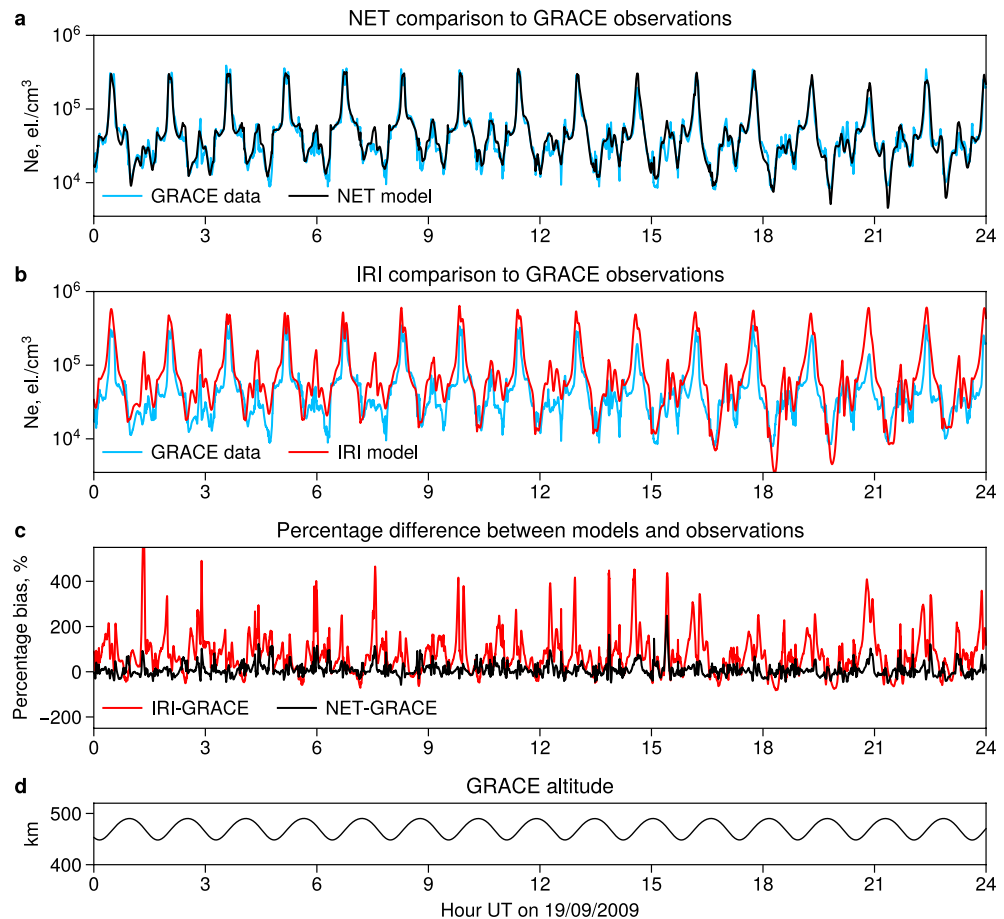 a
NET comparison to GRACE observations
10^6
10^5
10^4
Ne, el./cm^3
GRACE data
NET model
0 3 6 9 12 15 18 21 24
b
IRI comparison to GRACE observations
10^6
10^5
10^4
Ne, el./cm^3
GRACE data
IRI model
0 3 6 9 12 15 18 21 24
c
Percentage difference between models and observations
400
200
0
−200
Percentage bias, %
IRI-GRACE
NET-GRACE
0 3 6 9 12 15 18 21 24
d
GRACE altitude
500
400
km
0 3 6 9 12 15 18 21 24
Hour UT on 19/09/2009